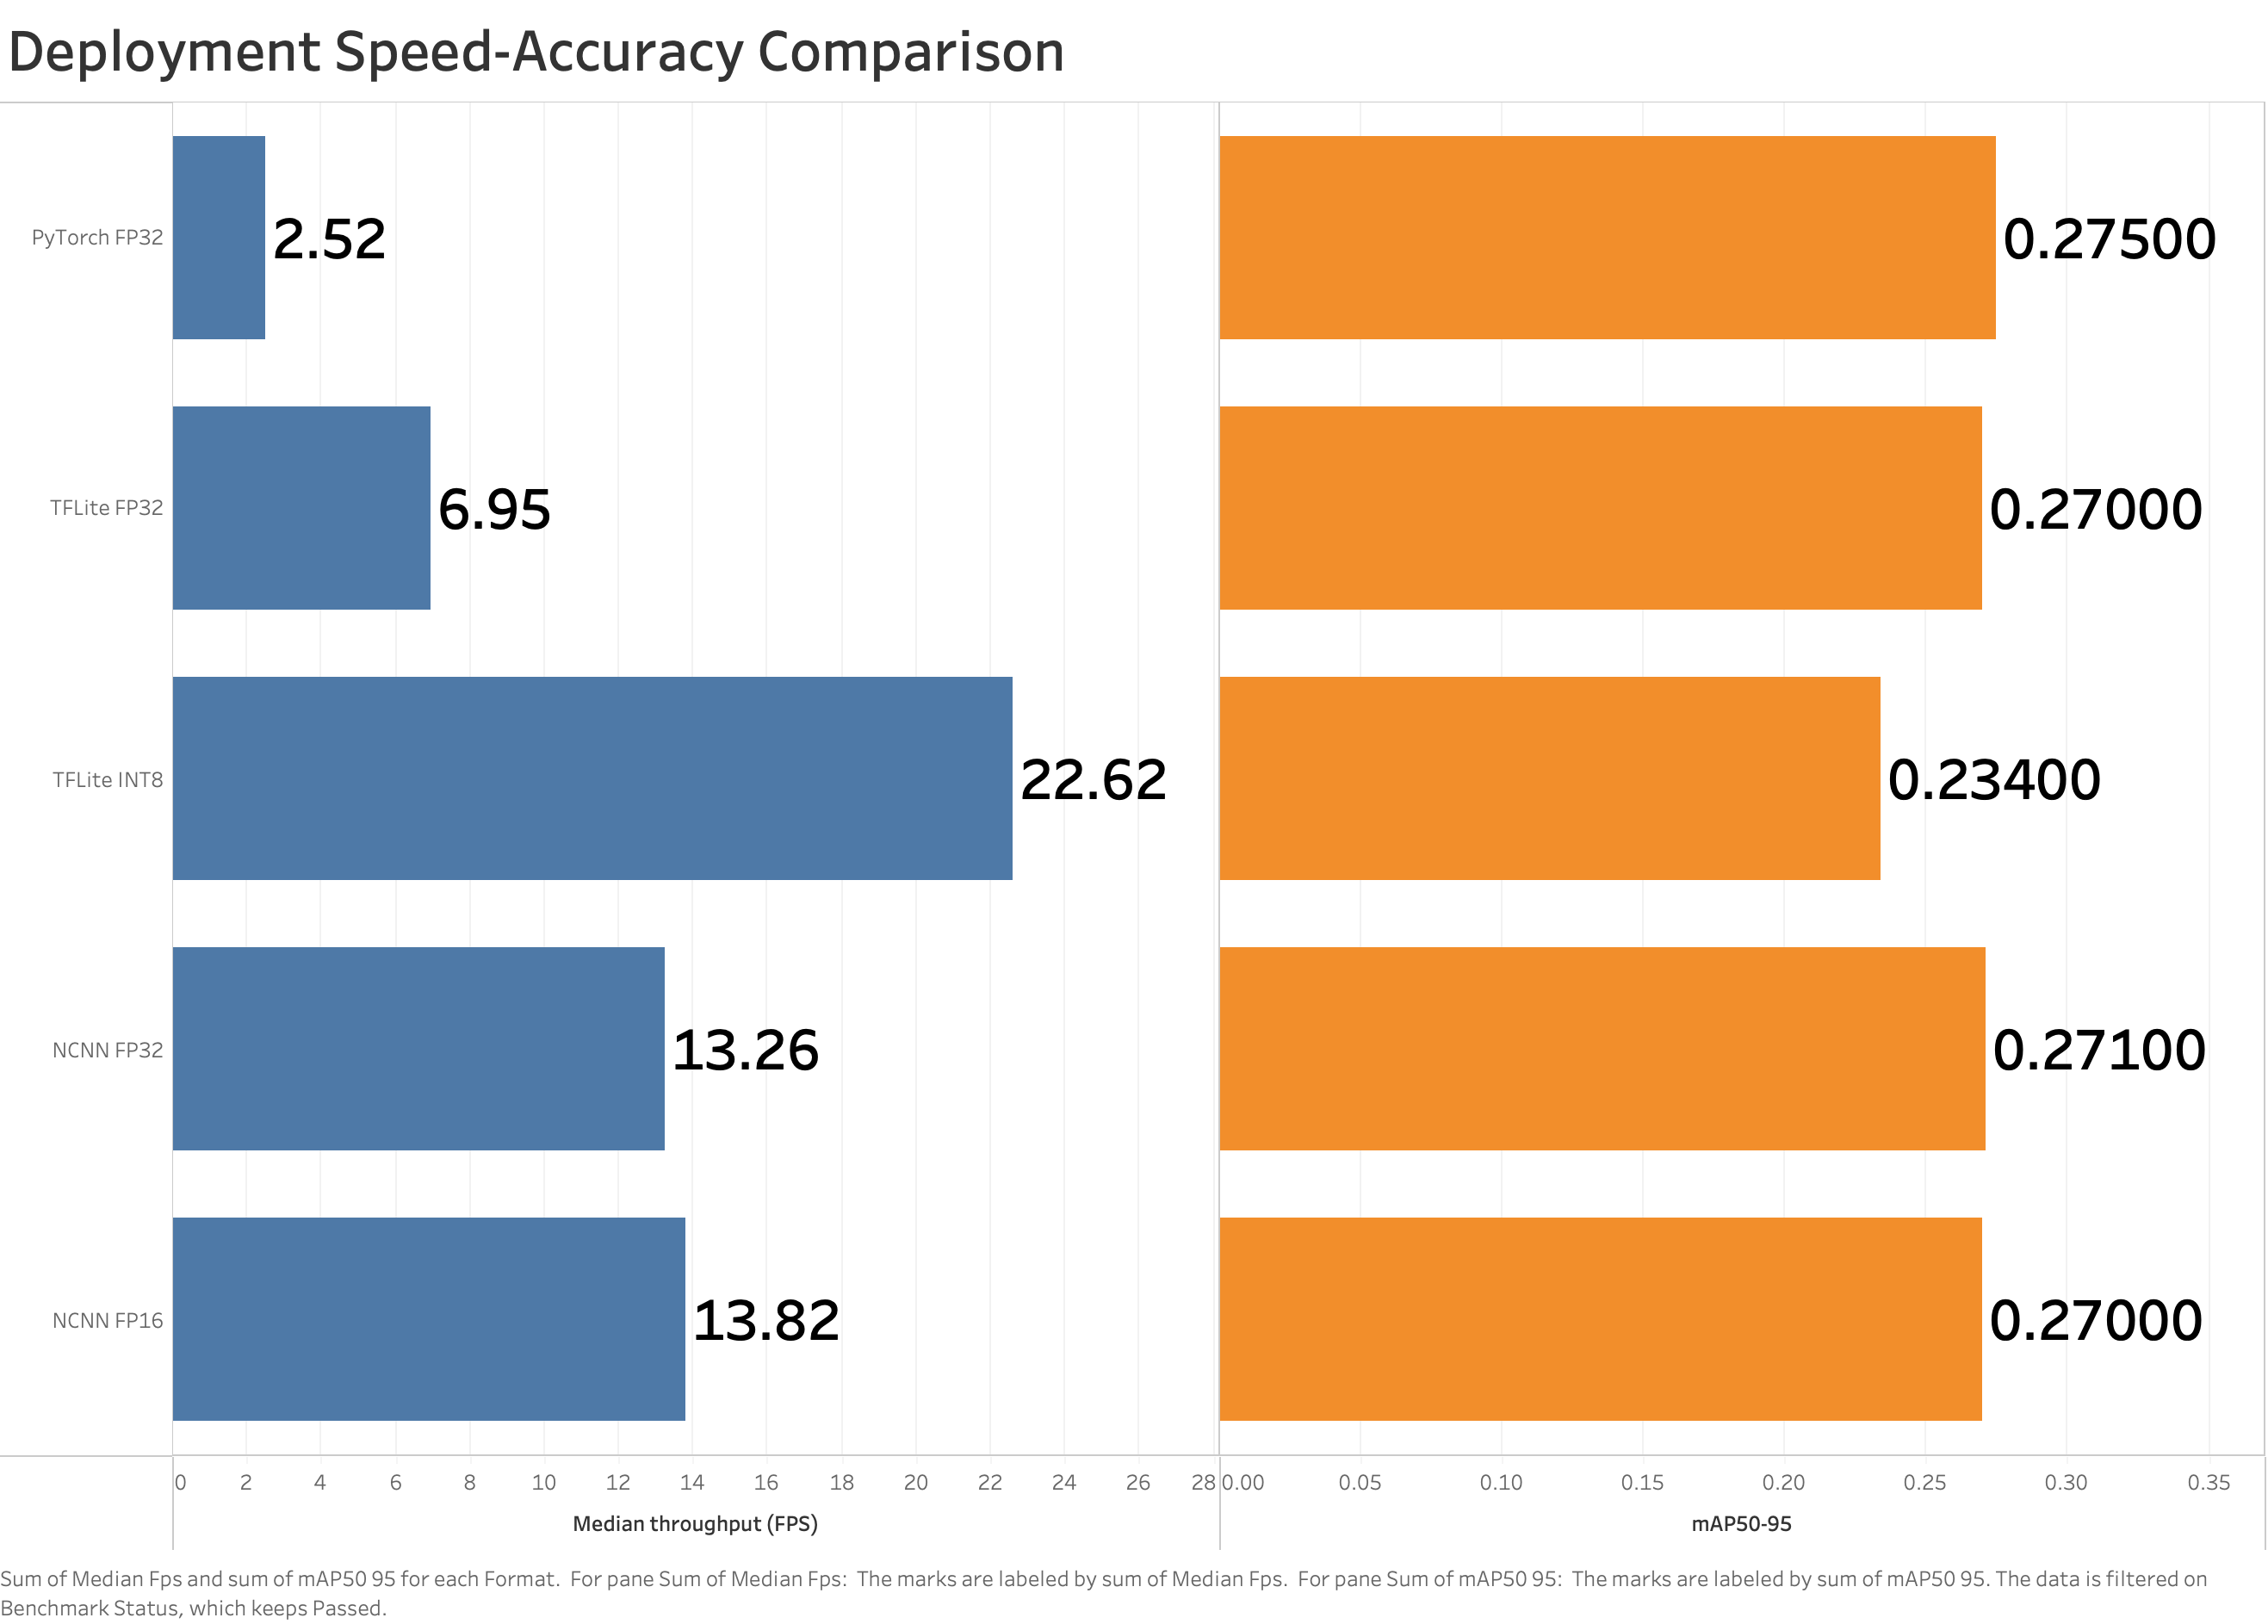 Deployment Speed-Accuracy Comparison
PyTorch FP32
2.52
0.27500
TFLite FP32
6.95
0.27000
TFLite INT8
22.62
0.23400
NCNN FP32
13.26
0.27100
NCNN FP16
13.82
0.27000
0 2 4 6 8 10 12 14 16 18 20 22 24 26 28
0.00 0.05 0.10 0.15 0.20 0.25 0.30 0.35
Median throughput (FPS)
mAP50-95
Sum of Median Fps and sum of mAP50 95 for each Format.  For pane Sum of Median Fps:  The marks are labeled by sum of Median Fps.  For pane Sum of mAP50 95:  The marks are labeled by sum of mAP50 95. The data is filtered on
Benchmark Status, which keeps Passed.